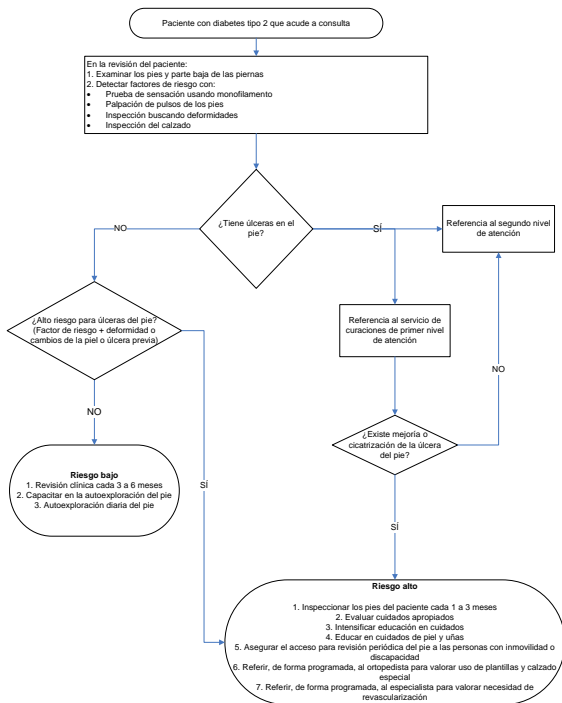 Paciente con diabetes tipo 2 que acude a consulta
En la revisión del paciente:
1. Examinar los pies y parte baja de las piernas
2. Detectar factores de riesgo con:
• Prueba de sensación usando monofilamento
• Palpación de pulsos de los pies
• Inspección buscando deformidades
• Inspección del calzado
¿Tiene úlceras en el
pie?
NO
SÍ
Referencia al segundo nivel
de atención
¿Alto riesgo para úlceras del pie?
(Factor de riesgo + deformidad o
cambios de la piel o úlcera previa)
Referencia al servicio de
curaciones de primer nivel
de atención
NO
NO
¿Existe mejoría o
cicatrización de la úlcera
del pie?
Riesgo bajo
1. Revisión clínica cada 3 a 6 meses
2. Capacitar en la autoexploración del pie
3. Autoexploración diaria del pie
SÍ
SÍ
Riesgo alto
1. Inspeccionar los pies del paciente cada 1 a 3 meses
2. Evaluar cuidados apropiados
3. Intensificar educación en cuidados
4. Educar en cuidados de piel y uñas
5. Asegurar el acceso para revisión periódica del pie a las personas con inmovilidad o
discapacidad
6. Referir, de forma programada, al ortopedista para valorar uso de plantillas y calzado
especial
7. Referir, de forma programada, al especialista para valorar necesidad de
revascularización